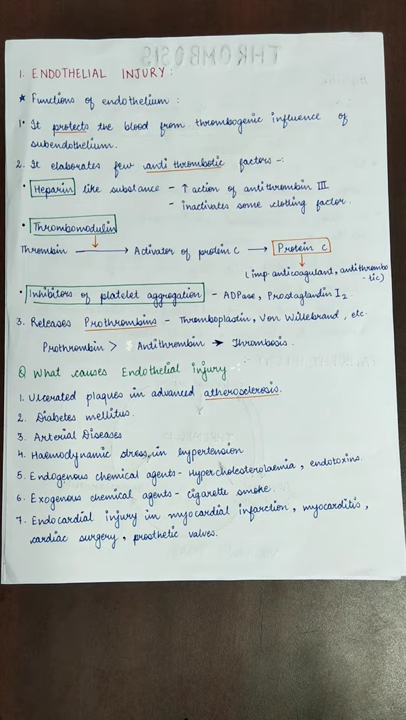 THROMBOSIS
1. ENDOTHELIAL INJURY:
★ Functions of endothelium :
1. It protects the blood from thrombogenic influence of
subendothelium.
2. It elaborates few anti thrombotic factors -:
• Heparin like substance - ↑ action of antithrombin III
- inactivates some clotting factor.
• Thrombomodulin
↓
Thrombin → Activator of protein C → Protein C
↓
(imp. anticoagulant, antithrombo
-tic)
• Inhibitors of platelet aggregation - ADPase, Prostaglandin I2.
3. Releases Prothrombins - Thromboplastin, Von Willebrand, etc.
Prothrombin > Antithrombin → Thrombosis.
Q What causes Endothelial injury -:
1. Ulcerated plaques in advanced atherosclerosis.
2. Diabetes mellitus.
3. Arterial Diseases
4. Haemodynamic stress in hypertension
5. Endogenous chemical agents - Hypercholesterolaemia, endotoxins.
6. Exogenous chemical agents - Cigarette smoke.
7. Endocardial injury in myocardial infarction, myocarditis,
cardiac surgery, prosthetic valves.